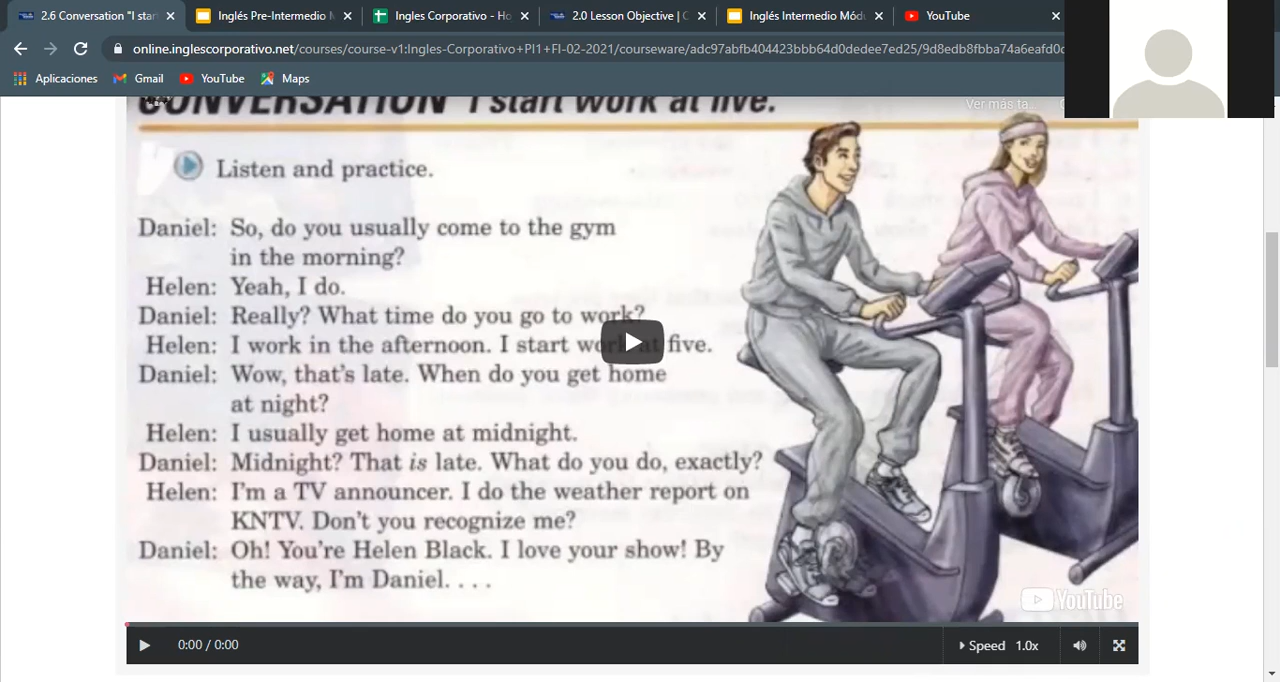 2.6 Conversation "I star
Inglés Pre-Intermedio
Ingles Corporativo - Ho
2.0 Lesson Objective | C
Inglés Intermedio Mód
YouTube
online.inglescorporativo.net/courses/course-v1:Ingles-Corporativo+PI1+FI-02-2021/courseware/adc97abfb404423bbb64d0dedee7ed25/9d8edb8fbba74a6eafd0
Aplicaciones
Gmail
YouTube
Maps
CONVERSATION I start work at five.
Ver más ta...
Listen and practice.
Daniel: So, do you usually come to the gym
in the morning?
Helen: Yeah, I do.
Daniel: Really? What time do you go to work?
Helen: I work in the afternoon. I start work at five.
Daniel: Wow, that's late. When do you get home
at night?
Helen: I usually get home at midnight.
Daniel: Midnight? That is late. What do you do, exactly?
Helen: I'm a TV announcer. I do the weather report on
KNTV. Don't you recognize me?
Daniel: Oh! You're Helen Black. I love your show! By
the way, I'm Daniel. . . .
YouTube
0:00 / 0:00
Speed 1.0x